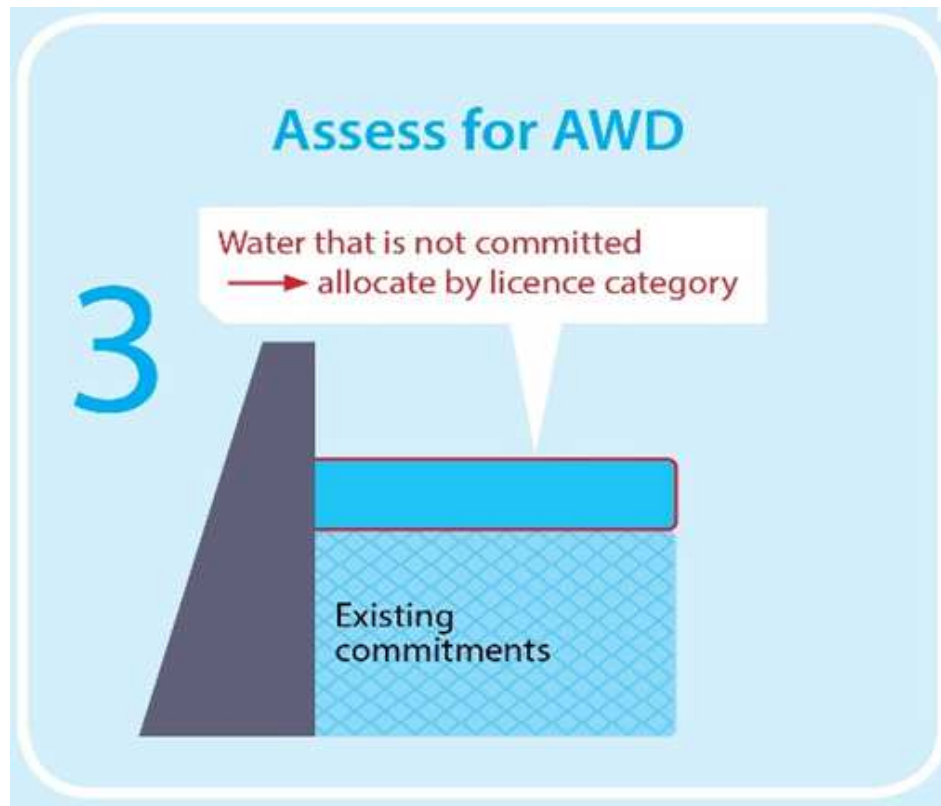 Assess for AWD
Water that is not committed
→ allocate by licence category
3
Existing
commitments